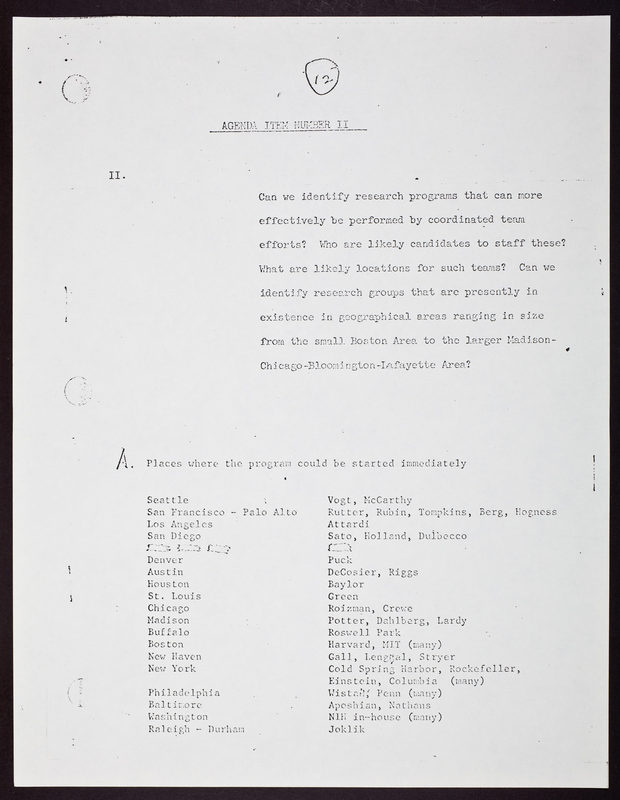 12
AGENDA ITEM NUMBER II
II.
Can we identify research programs that can more
effectively be performed by coordinated team
efforts? Who are likely candidates to staff these?
What are likely locations for such teams? Can we
identify research groups that are presently in
existence in geographical areas ranging in size
from the small Boston Area to the larger Madison-
Chicago-Bloomington-Lafayette Area?
A. Places where the program could be started immediately
Seattle Vogt, McCarthy
San Francisco - Palo Alto Rutter, Rubin, Tompkins, Berg, Hogness
Los Angeles Attardi
San Diego Sato, Holland, Dulbecco
Denver Puck
Austin DeCosier, Riggs
Houston Baylor
St. Louis Green
Chicago Roizman, Crewe
Madison Potter, Dahlberg, Lardy
Buffalo Roswell Park
Boston Harvard, MIT (many)
New Haven Gall, Stryer
New York Cold Spring Harbor, Rockefeller,
Einstein, Columbia (many)
Philadelphia Wistar, Penn (many)
Baltimore Aposhian, Nathans
Washington NIH in-house (many)
Raleigh - Durham Joklik